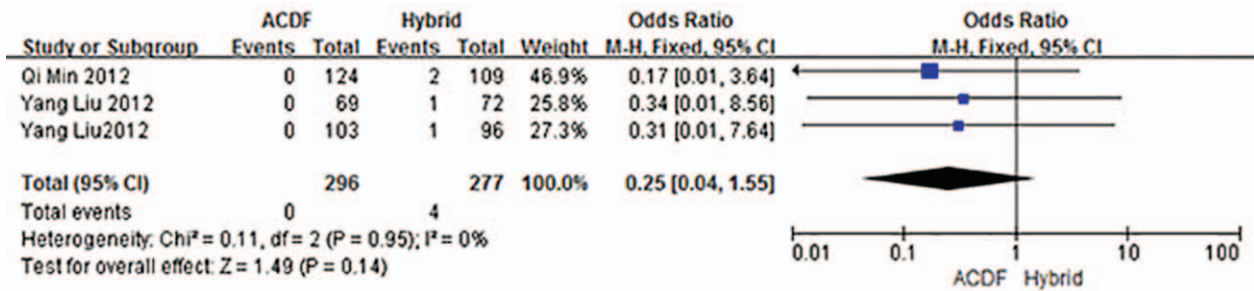 ACDF Hybrid Odds Ratio Odds Ratio
Study or Subgroup Events Total Events Total Weight M-H, Fixed, 95% CI M-H, Fixed, 95% CI
Qi Min 2012 0 124 2 109 46.9% 0.17 [0.01, 3.64]
Yang Liu 2012 0 69 1 72 25.8% 0.34 [0.01, 8.56]
Yang Liu2012 0 103 1 96 27.3% 0.31 [0.01, 7.64]
Total (95% CI) 296 277 100.0% 0.25 [0.04, 1.55]
Total events 0 4
Heterogeneity: Chi² = 0.11, df = 2 (P = 0.95); I² = 0%
Test for overall effect: Z = 1.49 (P = 0.14)
0.01 0.1 1 10 100
ACDF Hybrid